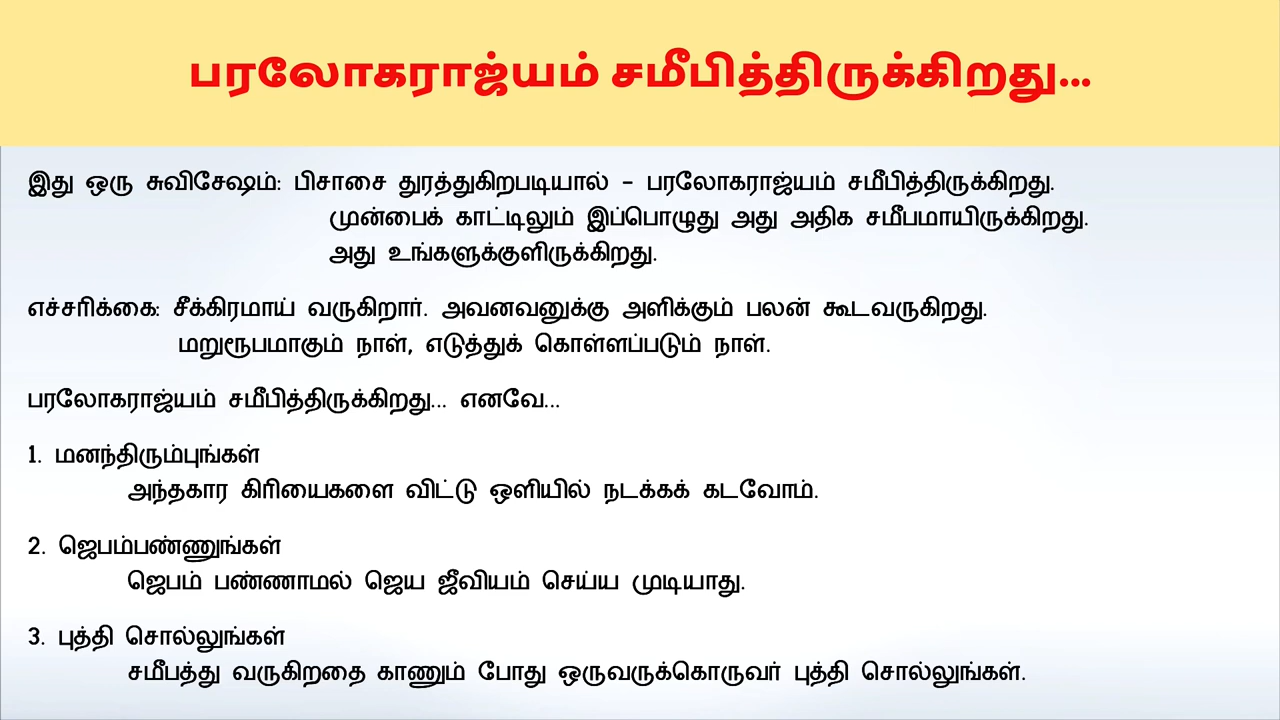 பரலோகராஜ்யம் சமீபித்திருக்கிறது...
இது ஒரு சுவிசேஷம்: பிசாசை துரத்துகிறபடியால் - பரலோகராஜ்யம் சமீபித்திருக்கிறது.
முன்பைக் காட்டிலும் இப்பொழுது அது அதிக சமீபமாயிருக்கிறது.
அது உங்களுக்குளிருக்கிறது.
எச்சரிக்கை: சீக்கிரமாய் வருகிறார். அவனவனுக்கு அளிக்கும் பலன் கூடவருகிறது.
மறுரூபமாகும் நாள், எடுத்துக் கொள்ளப்படும் நாள்.
பரலோகராஜ்யம் சமீபித்திருக்கிறது... எனவே...
1. மனந்திரும்புங்கள்
அந்தகார கிரியைகளை விட்டு ஒளியில் நடக்கக் கடவோம்.
2. ஜெபம்பண்ணுங்கள்
ஜெபம் பண்ணாமல் ஜெய ஜீவியம் செய்ய முடியாது.
3. புத்தி சொல்லுங்கள்
சமீபத்து வருகிறதை காணும் போது ஒருவருக்கொருவர் புத்தி சொல்லுங்கள்.